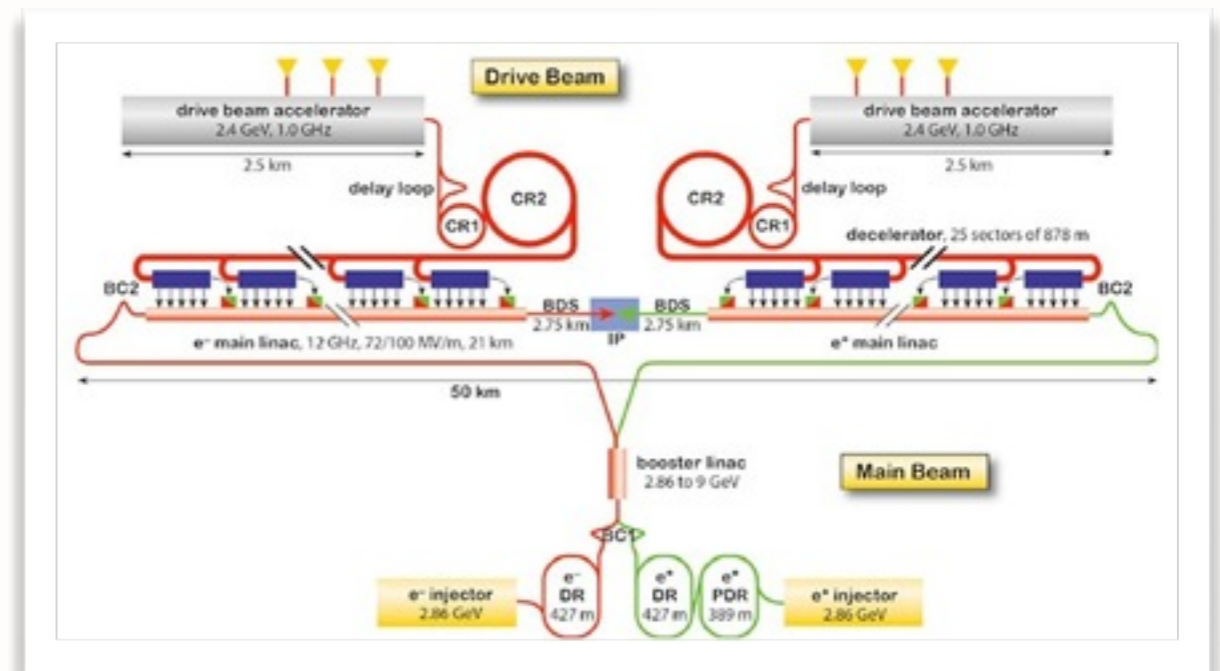 Drive Beam
drive beam accelerator
2.4 GeV, 1.0 GHz
2.5 km
drive beam accelerator
2.4 GeV, 1.0 GHz
2.5 km
delay loop
CR1
CR2
CR2
CR1
delay loop
decelerator, 25 sectors of 878 m
BC2
BDS
2.75 km
IP
BDS
2.75 km
BC2
e⁻ main linac, 12 GHz, 72/100 MV/m, 21 km
e⁺ main linac
50 km
booster linac
2.86 to 9 GeV
Main Beam
BC1
e⁻ injector
2.86 GeV
e⁻
DR
427 m
e⁺
DR
427 m
e⁺
PDR
389 m
e⁺ injector
2.86 GeV